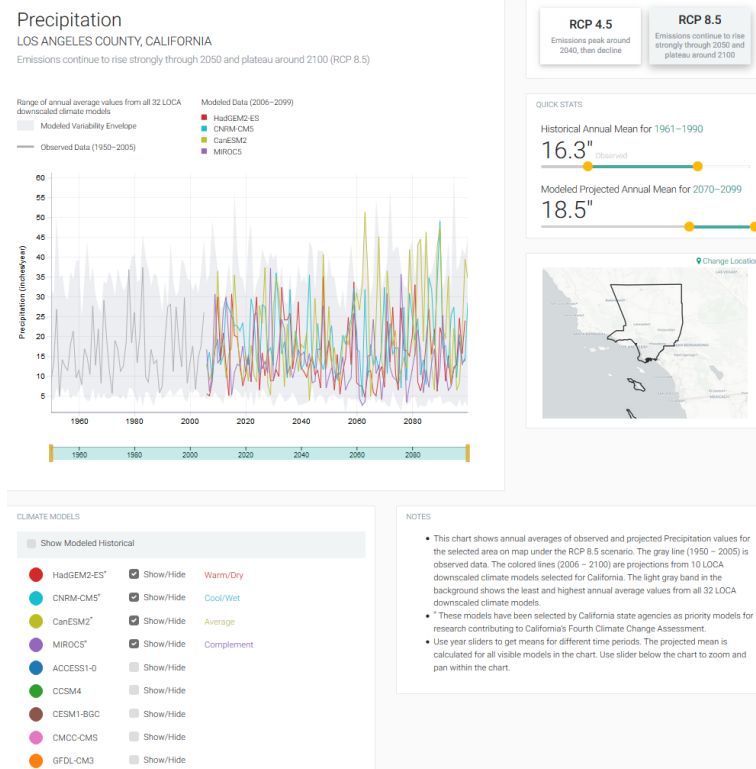 Precipitation
LOS ANGELES COUNTY, CALIFORNIA
Emissions continue to rise strongly through 2050 and plateau around 2100 (RCP 8.5)
Range of annual average values from all 32 LOCA
downscaled climate models
Modeled Variability Envelope
Observed Data (1950–2005)
Modeled Data (2006–2099)
HadGEM2-ES
CNRM-CM5
CanESM2
MIROC5
Precipitation (inches/year)
60
55
50
45
40
35
30
25
20
15
10
5
1960 1980 2000 2020 2040 2060 2080
1960 1980 2000 2020 2040 2060 2080
RCP 4.5
Emissions peak around
2040, then decline
RCP 8.5
Emissions continue to rise
strongly through 2050 and
plateau around 2100
QUICK STATS
Historical Annual Mean for 1961–1990
16.3" Observed
Modeled Projected Annual Mean for 2070–2099
18.5"
Change Location
CLIMATE MODELS
Show Modeled Historical
HadGEM2-ES* Show/Hide Warm/Dry
CNRM-CM5* Show/Hide Cool/Wet
CanESM2* Show/Hide Average
MIROC5* Show/Hide Complement
ACCESS1-0 Show/Hide
CCSM4 Show/Hide
CESM1-BGC Show/Hide
CMCC-CMS Show/Hide
GFDL-CM3 Show/Hide
NOTES
• This chart shows annual averages of observed and projected Precipitation values for
the selected area on map under the RCP 8.5 scenario. The gray line (1950 – 2005) is
observed data. The colored lines (2006 – 2100) are projections from 10 LOCA
downscaled climate models selected for California. The light gray band in the
background shows the least and highest annual average values from all 32 LOCA
downscaled climate models.
• * These models have been selected by California state agencies as priority models for
research contributing to California's Fourth Climate Change Assessment.
• Use year sliders to get means for different time periods. The projected mean is
calculated for all visible models in the chart. Use slider below the chart to zoom and
pan within the chart.